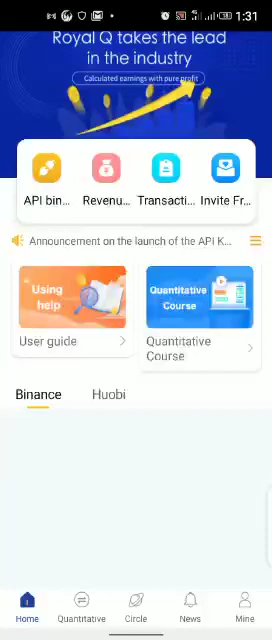 1:31
Royal Q takes the lead
in the industry
Calculated earnings with pure profit
API bin...
Revenu...
Transacti...
Invite Fr...
Announcement on the launch of the API K...
Using
help
Quantitative
Course
User guide
Quantitative
Course
Binance
Huobi
Home
Quantitative
Circle
News
Mine